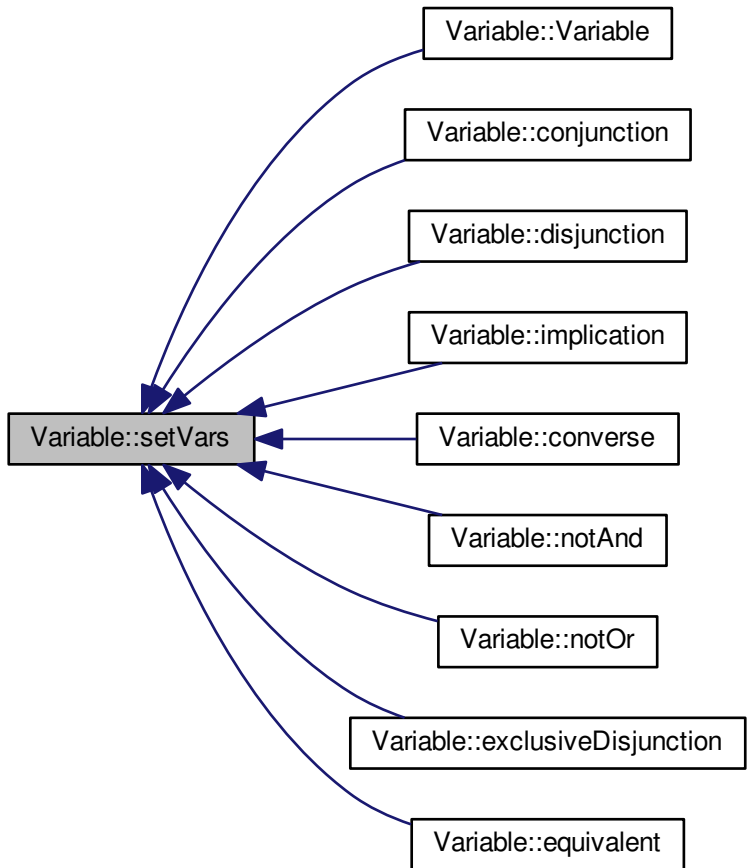 Variable::Variable
Variable::conjunction
Variable::disjunction
Variable::implication
Variable::setVars
Variable::converse
Variable::notAnd
Variable::notOr
Variable::exclusiveDisjunction
Variable::equivalent